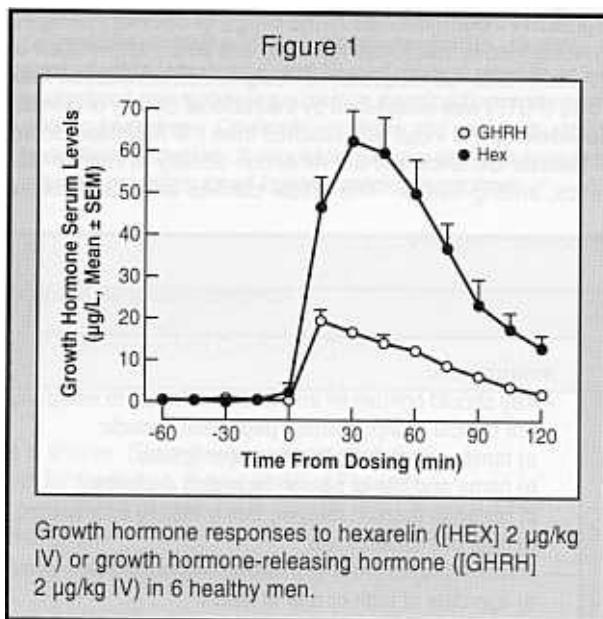 Figure 1
Growth Hormone Serum Levels
(µg/L, Mean ± SEM)
70
60
50
40
30
20
10
0
GHRH
Hex
-60
-30
0
30
60
90
120
Time From Dosing (min)
Growth hormone responses to hexarelin ([HEX] 2 µg/kg
IV) or growth hormone-releasing hormone ([GHRH]
2 µg/kg IV) in 6 healthy men.